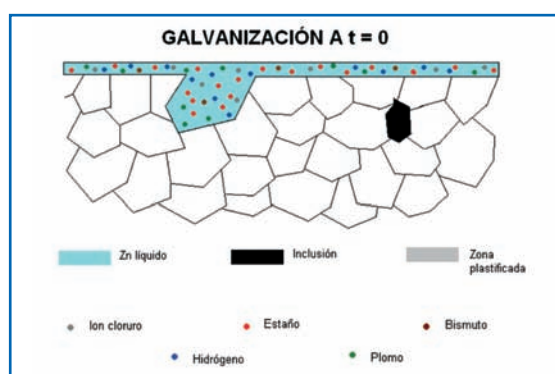 GALVANIZACIÓN A t = 0
Zn líquido
Inclusión
Zona
plastificada
Ion cloruro
Estaño
Bismuto
Hidrógeno
Plomo